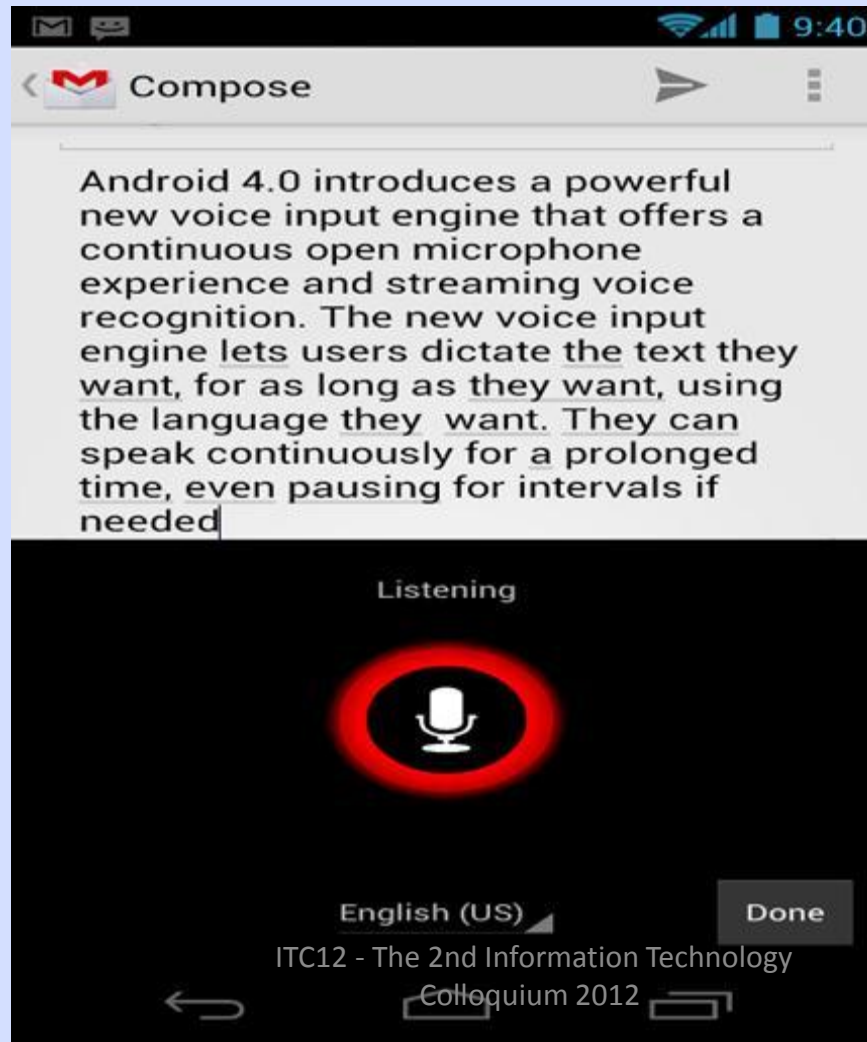 9:40
Compose
Android 4.0 introduces a powerful
new voice input engine that offers a
continuous open microphone
experience and streaming voice
recognition. The new voice input
engine lets users dictate the text they
want, for as long as they want, using
the language they want. They can
speak continuously for a prolonged
time, even pausing for intervals if
needed
Listening
English (US)
Done
ITC12 - The 2nd Information Technology
Colloquium 2012